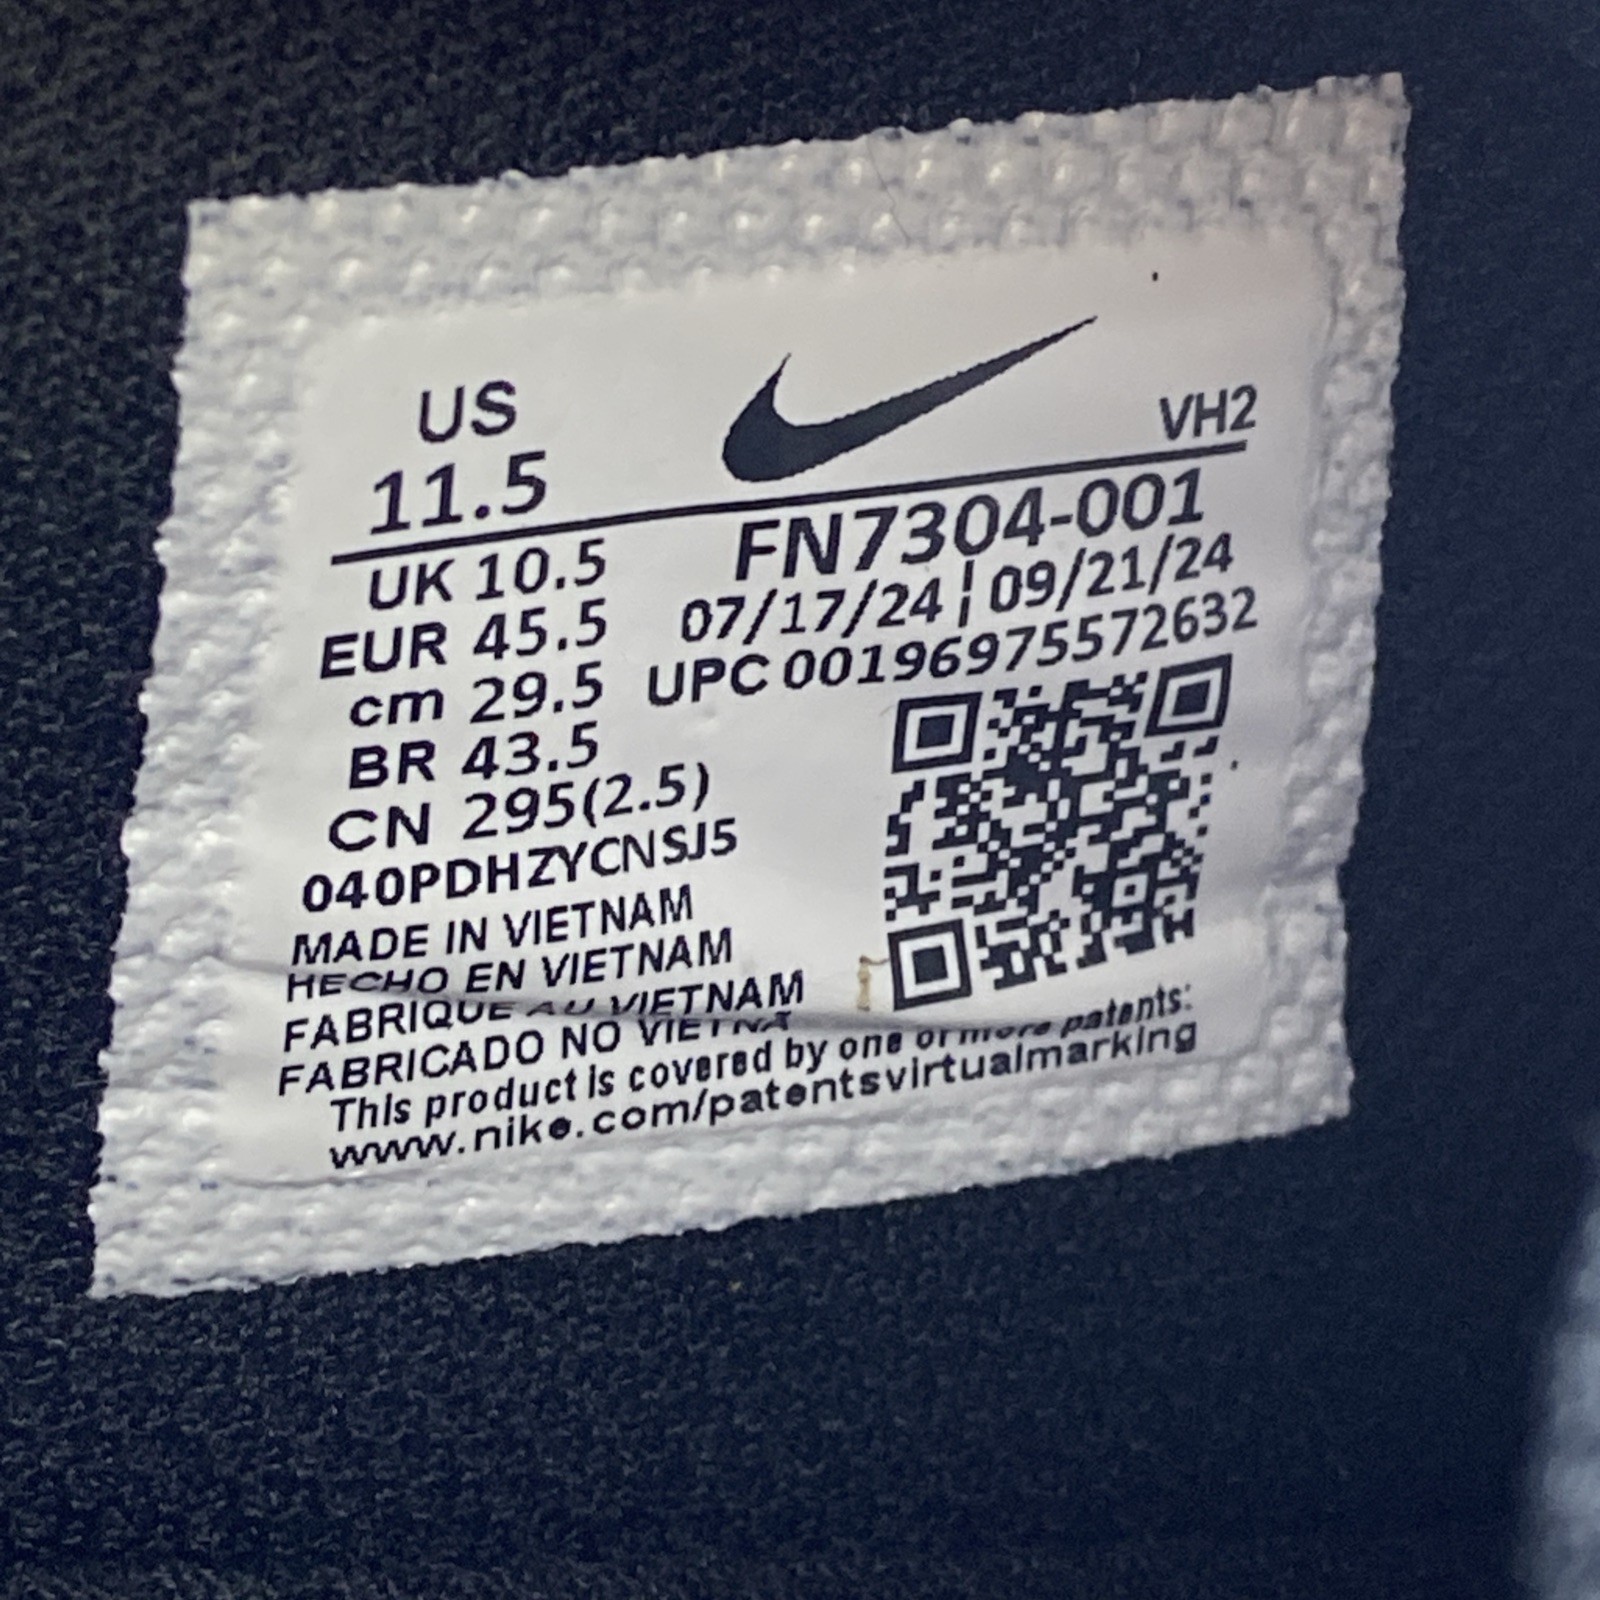 US
11.5
VH2
UK 10.5
EUR 45.5
cm 29.5
BR 43.5
CN 295(2.5)
040PDHZYCNSJ5
FN7304-001
07/17/24 ¦ 09/21/24
UPC 00196975572632
MADE IN VIETNAM
HECHO EN VIETNAM
FABRIQUE AU VIETNAM
FABRICADO NO VIETNA
This product is covered by one or more patents:
www.nike.com/patentsvirtualmarking